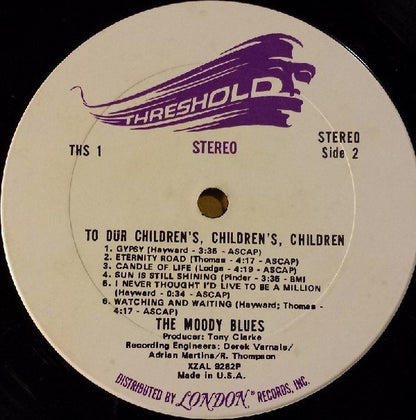 THRESHOLD
THS 1
STEREO
STEREO
Side 2
TO OUR CHILDREN'S, CHILDREN'S, CHILDREN
1. GYPSY (Hayward - 3:35 - ASCAP)
2. ETERNITY ROAD (Thomas - 4:17 - ASCAP)
3. CANDLE OF LIFE (Lodge - 4:19 - ASCAP)
4. SUN IS STILL SHINING (Pinder - 3:35 - BMI
5. I NEVER THOUGHT I'D LIVE TO BE A MILLION
(Hayward - 0:34 - ASCAP)
6. WATCHING AND WAITING (Hayward; Thomas -
4:17 - ASCAP)
THE MOODY BLUES
Producer: Tony Clarke
Recording Engineers: Derek Varnals/
Adrian Martins/R. Thompson
XZAL 9262P
Made in U.S.A.
DISTRIBUTED BY LONDON® RECORDS, INC.